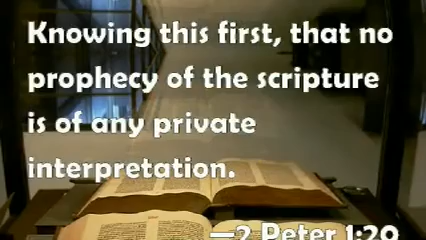 Knowing this first, that no
prophecy of the scripture
is of any private
interpretation.
—2 Peter 1:20